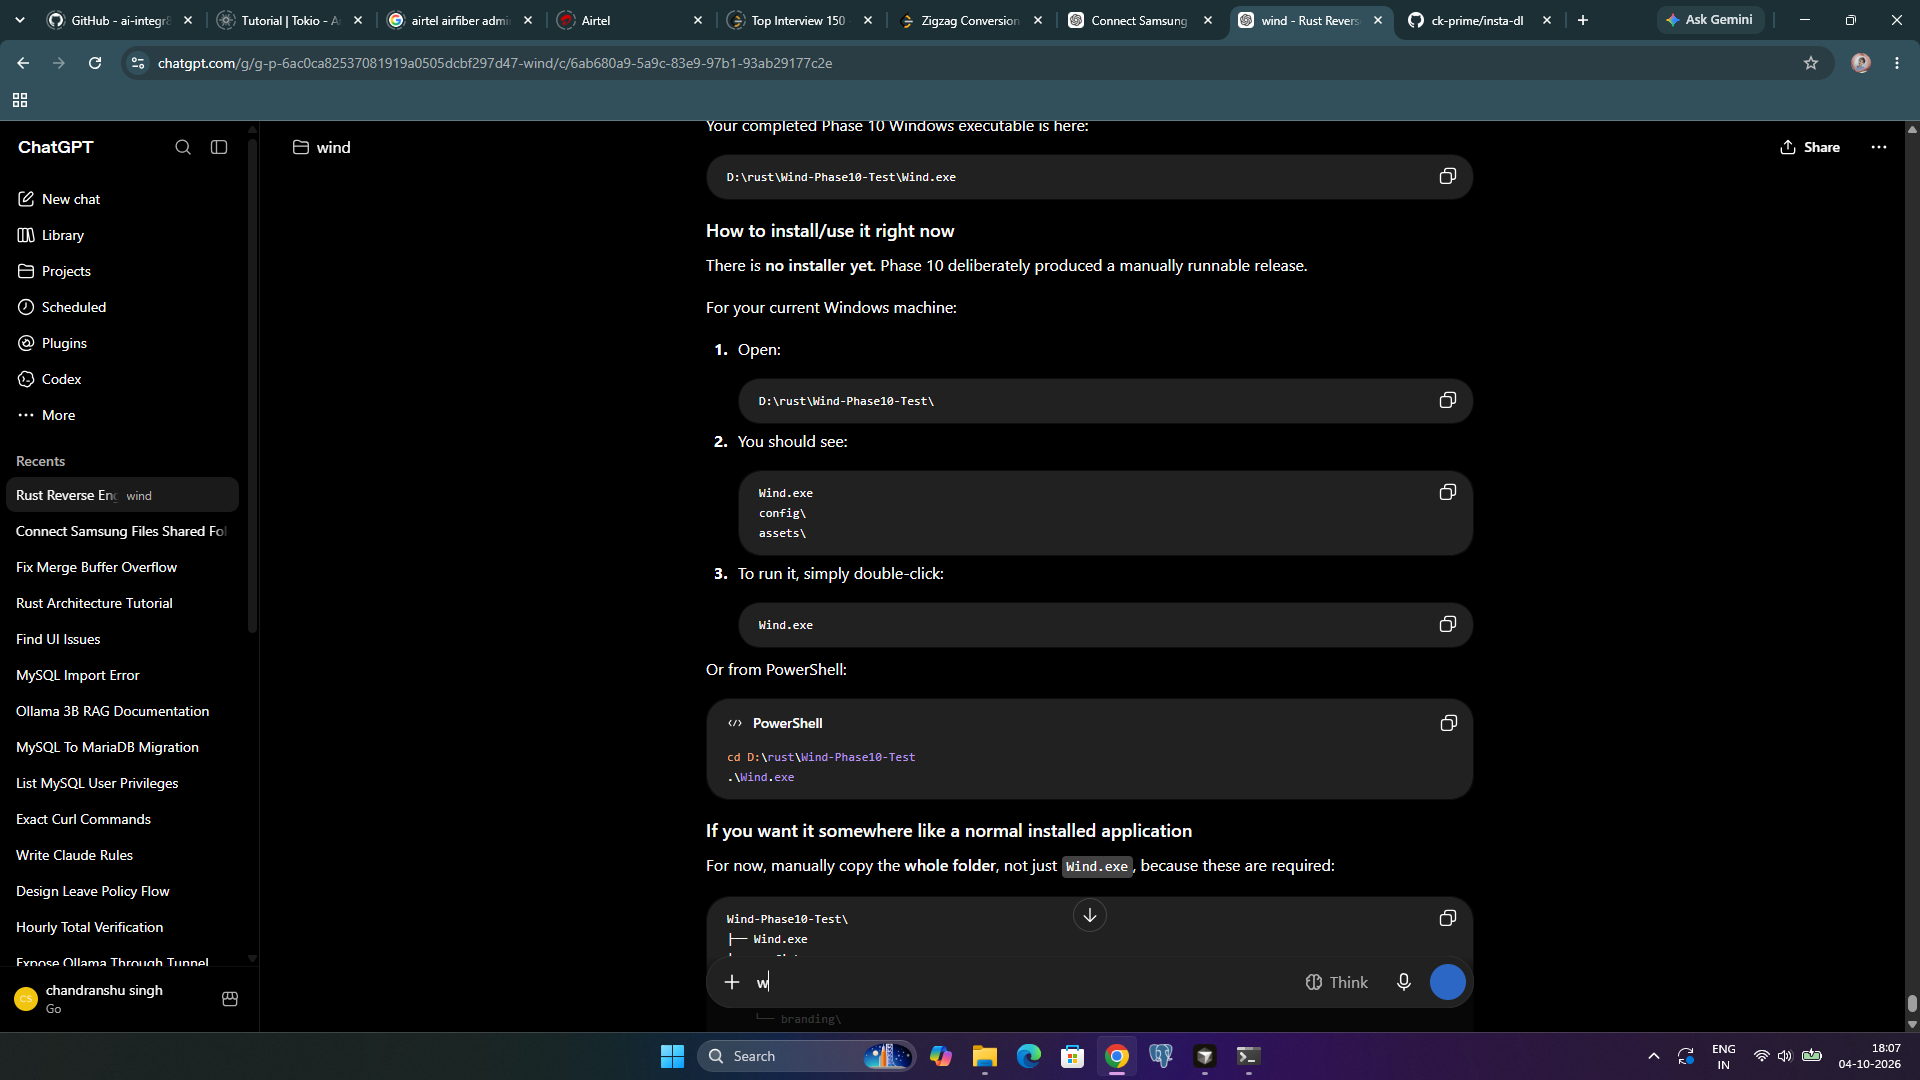 GitHub - ai-integr8
Tutorial | Tokio - A
airtel airfiber admi
Airtel
Top Interview 150
Zigzag Conversion
Connect Samsung
wind - Rust Revers
ck-prime/insta-dl
Ask Gemini
chatgpt.com/g/g-p-6ac0ca82537081919a0505dcbf297d47-wind/c/6ab680a9-5a9c-83e9-97b1-93ab29177c2e
ChatGPT
New chat
Library
Projects
Scheduled
Plugins
Codex
More
Recents
Rust Reverse Eng wind
Connect Samsung Files Shared Fol
Fix Merge Buffer Overflow
Rust Architecture Tutorial
Find UI Issues
MySQL Import Error
Ollama 3B RAG Documentation
MySQL To MariaDB Migration
List MySQL User Privileges
Exact Curl Commands
Write Claude Rules
Design Leave Policy Flow
Hourly Total Verification
Expose Ollama Through Tunnel
CS
chandranshu singh
Go
wind
Share
Your completed Phase 10 Windows executable is here:
D:\rust\Wind-Phase10-Test\Wind.exe
How to install/use it right now
There is no installer yet. Phase 10 deliberately produced a manually runnable release.
For your current Windows machine:
1. Open:
D:\rust\Wind-Phase10-Test\
2. You should see:
Wind.exe
config\
assets\
3. To run it, simply double-click:
Wind.exe
Or from PowerShell:
PowerShell
cd D:\rust\Wind-Phase10-Test
.\Wind.exe
If you want it somewhere like a normal installed application
For now, manually copy the whole folder, not just Wind.exe, because these are required:
Wind-Phase10-Test\
├── Wind.exe
w
Think
└── branding\
Search
ENG
IN
18:07
04-10-2026